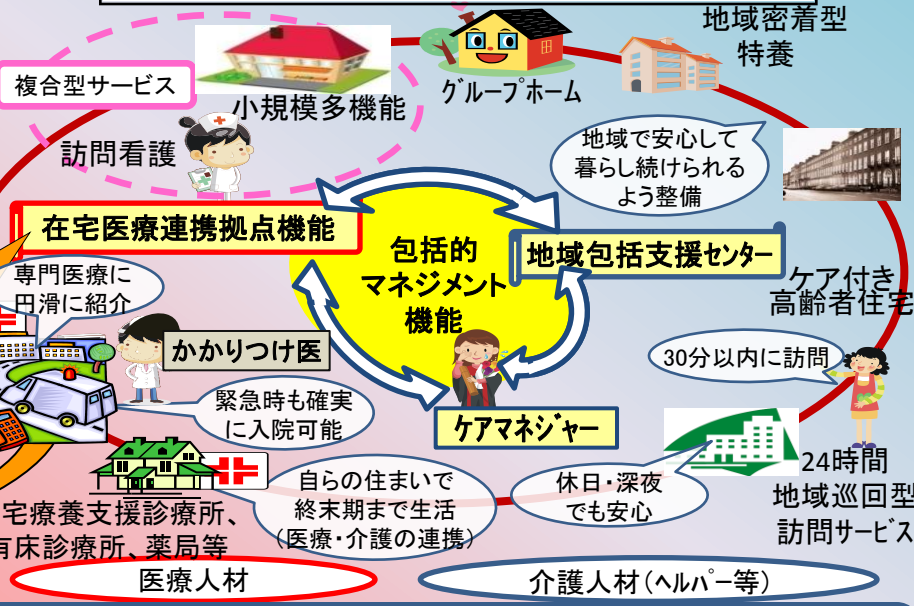 地域密着型
特養
複合型サービス
小規模多機能
グループホーム
訪問看護
地域で安心して
暮らし続けられる
よう整備
在宅医療連携拠点機能
包括的
マネジメント
機能
地域包括支援センター
専門医療に
円滑に紹介
ケア付き
高齢者住宅
かかりつけ医
30分以内に訪問
緊急時も確実
に入院可能
ケアマネジャー
24時間
地域巡回型
訪問サービス
自らの住まいで
終末期まで生活
(医療・介護の連携)
休日・深夜
でも安心
宅療養支援診療所、
有床診療所、薬局等
医療人材
介護人材(ヘルパー等)